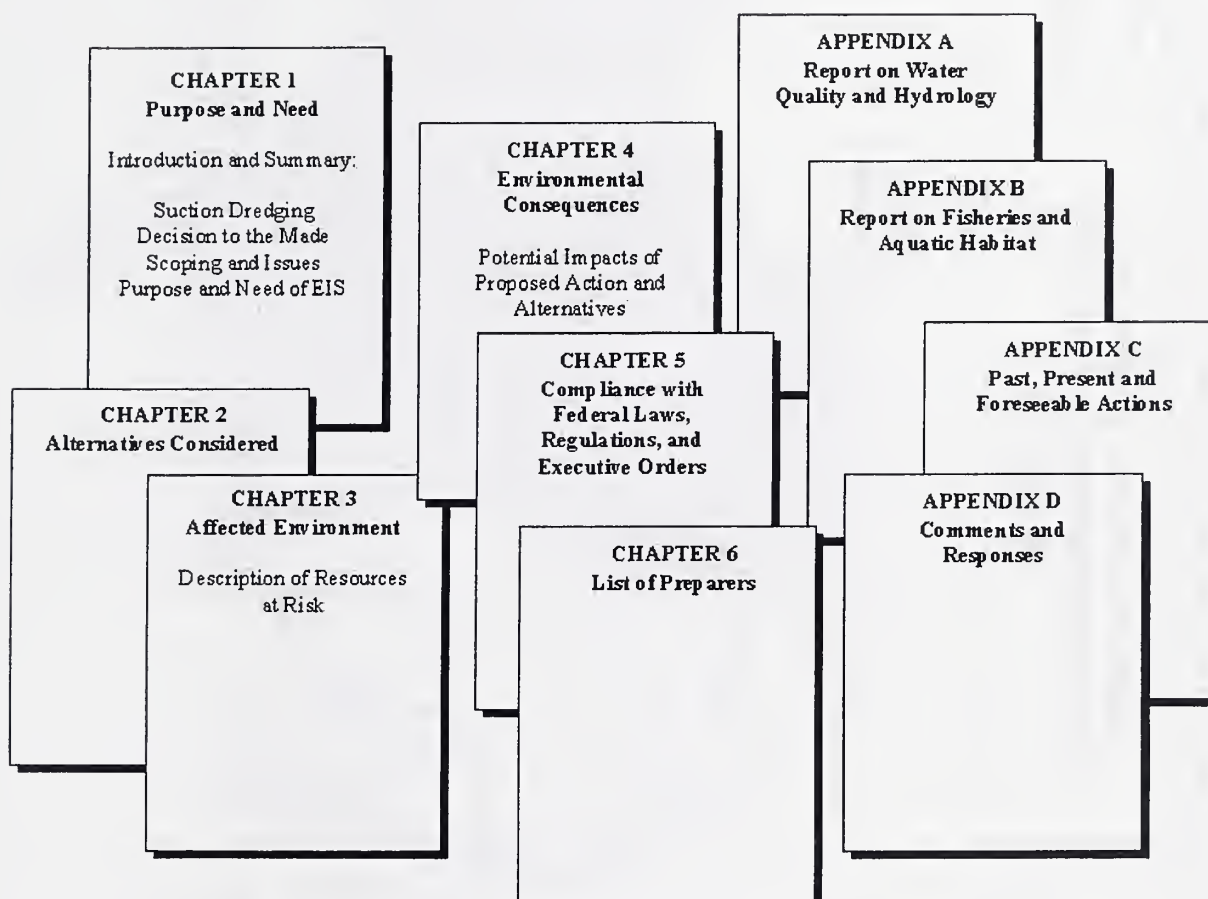 CHAPTER 1
Purpose and Need
Introduction and Summary:
Suction Dredging
Decision to the Made
Scoping and Issues
Purpose and Need of EIS
CHAPTER 2
Alternatives Considered
CHAPTER 3
Affected Environment
Description of Resources
at Risk
CHAPTER 4
Environmental
Consequences
Potential Impacts of
Proposed Action and
Alternatives
CHAPTER 5
Compliance with
Federal Laws,
Regulations, and
Executive Orders
CHAPTER 6
List of Preparers
APPENDIX A
Report on Water
Quality and Hydrology
APPENDIX B
Report on Fisheries and
Aquatic Habitat
APPENDIX C
Past, Present and
Foreseeable Actions
APPENDIX D
Comments and
Responses